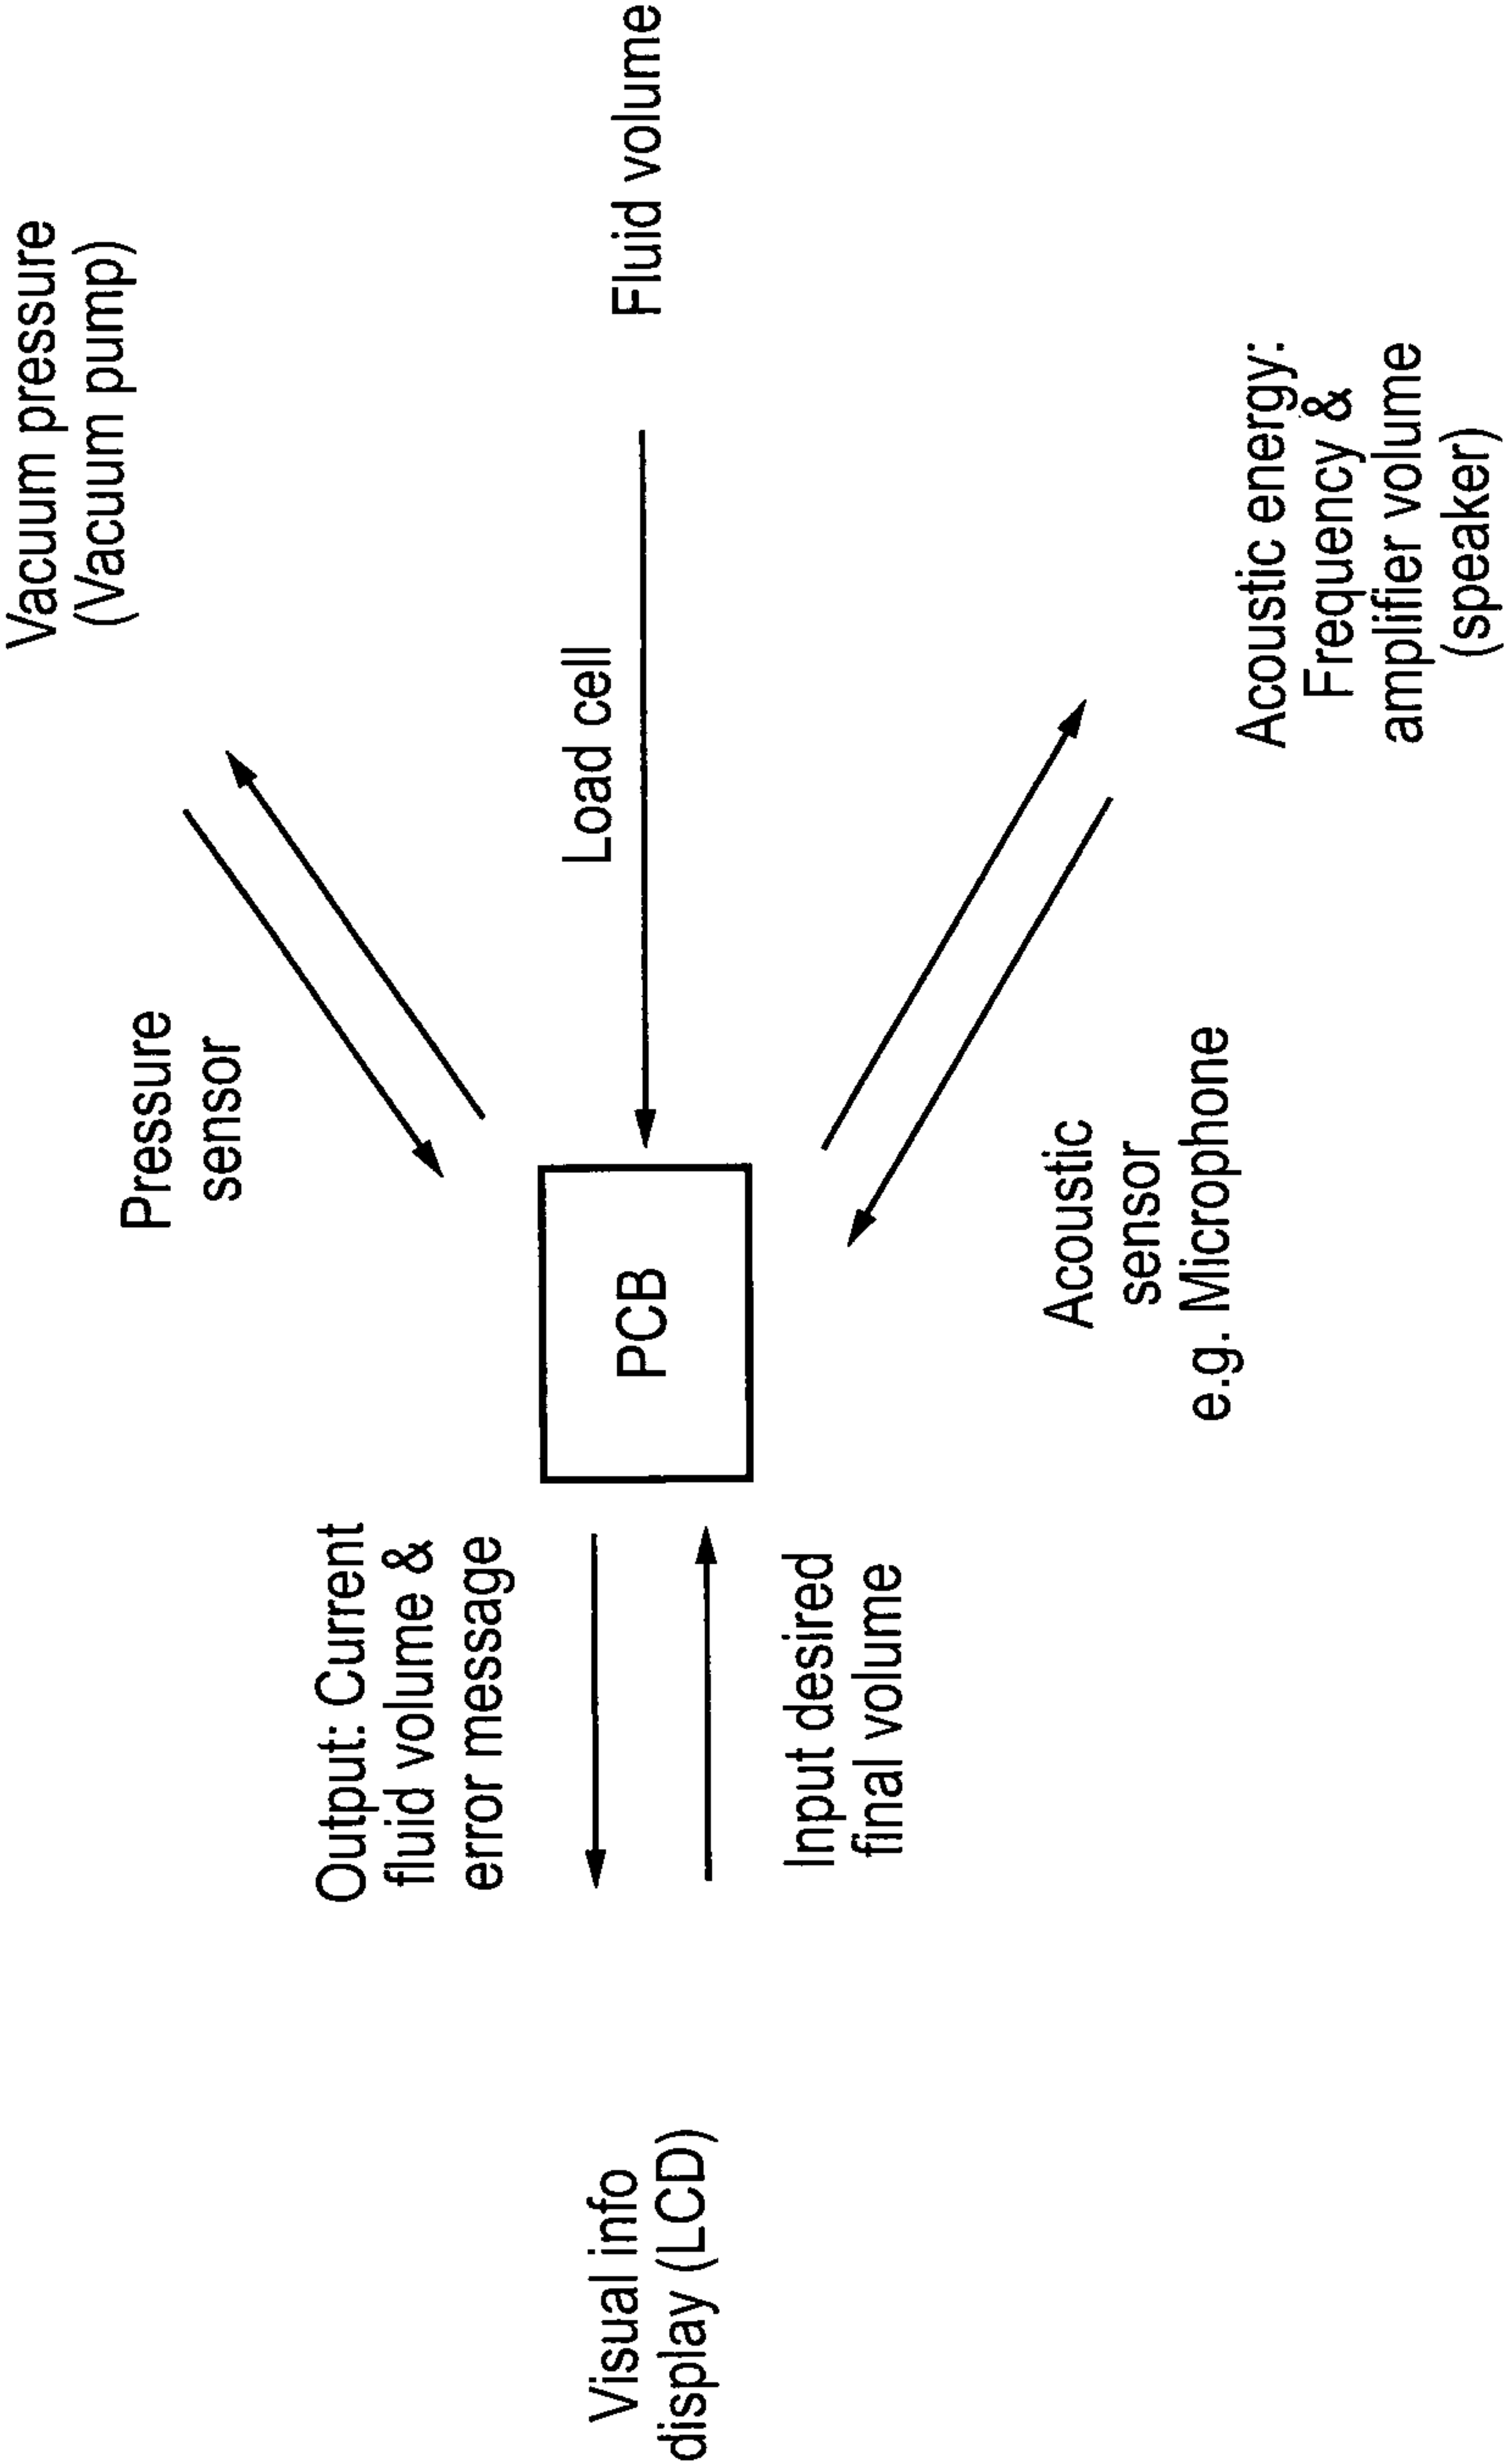 Vacuum pressure
(Vacuum pump)
Pressure
sensor
Output: Current
fluid volume &
error message
Visual info
display (LCD)
PCB
Load cell
Fluid volume
Input desired
final volume
Acoustic
sensor
e.g. Microphone
Acoustic energy:
Frequency &
amplifier volume
(speaker)